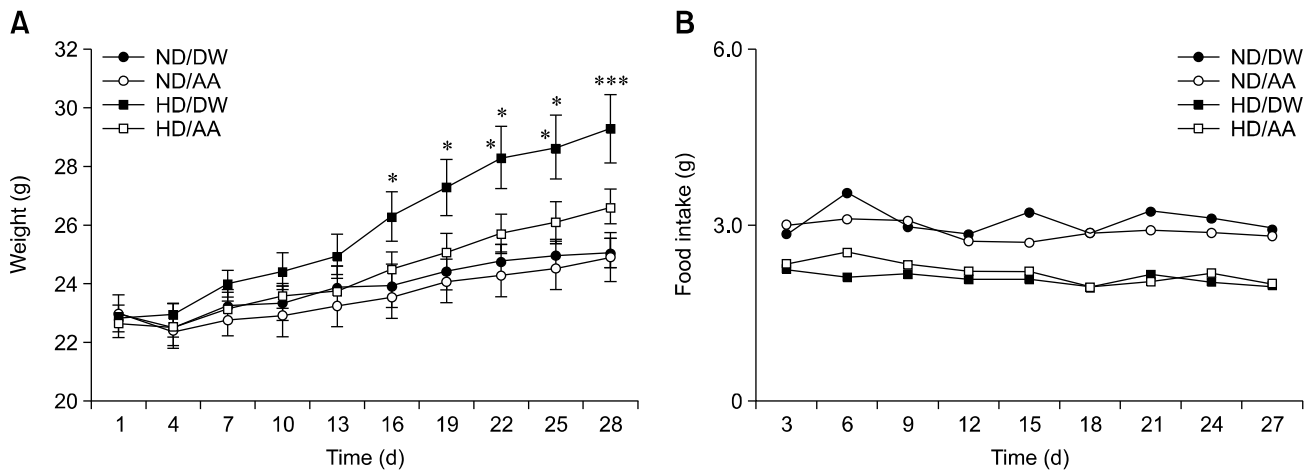 A
Weight (g)
32
30
28
26
24
22
20
ND/DW
ND/AA
HD/DW
HD/AA
***
*
*
*
*
*
*
1 4 7 10 13 16 19 22 25 28
Time (d)
B
Food intake (g)
6.0
3.0
0
ND/DW
ND/AA
HD/DW
HD/AA
3 6 9 12 15 18 21 24 27
Time (d)